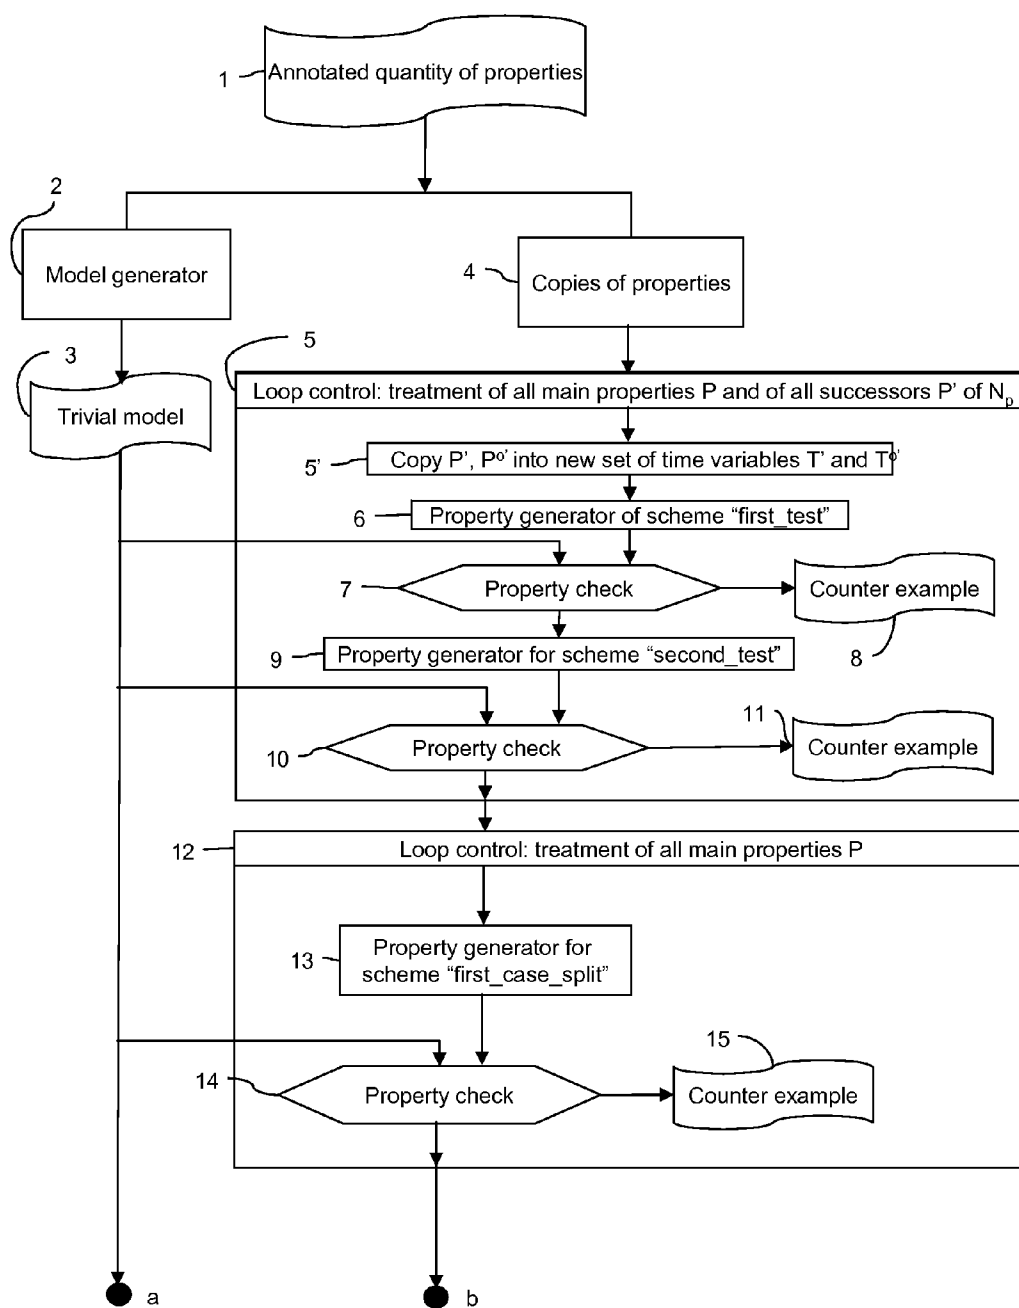 1
Annotated quantity of properties
2
Model generator
4
Copies of properties
3
Trivial model
5
Loop control: treatment of all main properties P and of all successors P' of Np
5'
Copy P', Pº' into new set of time variables T' and Tº'
6
Property generator of scheme “first_test”
7
Property check
Counter example
8
9
Property generator for scheme “second_test”
10
Property check
11
Counter example
12
Loop control: treatment of all main properties P
13
Property generator for
scheme “first_case_split”
14
Property check
15
Counter example
a
b